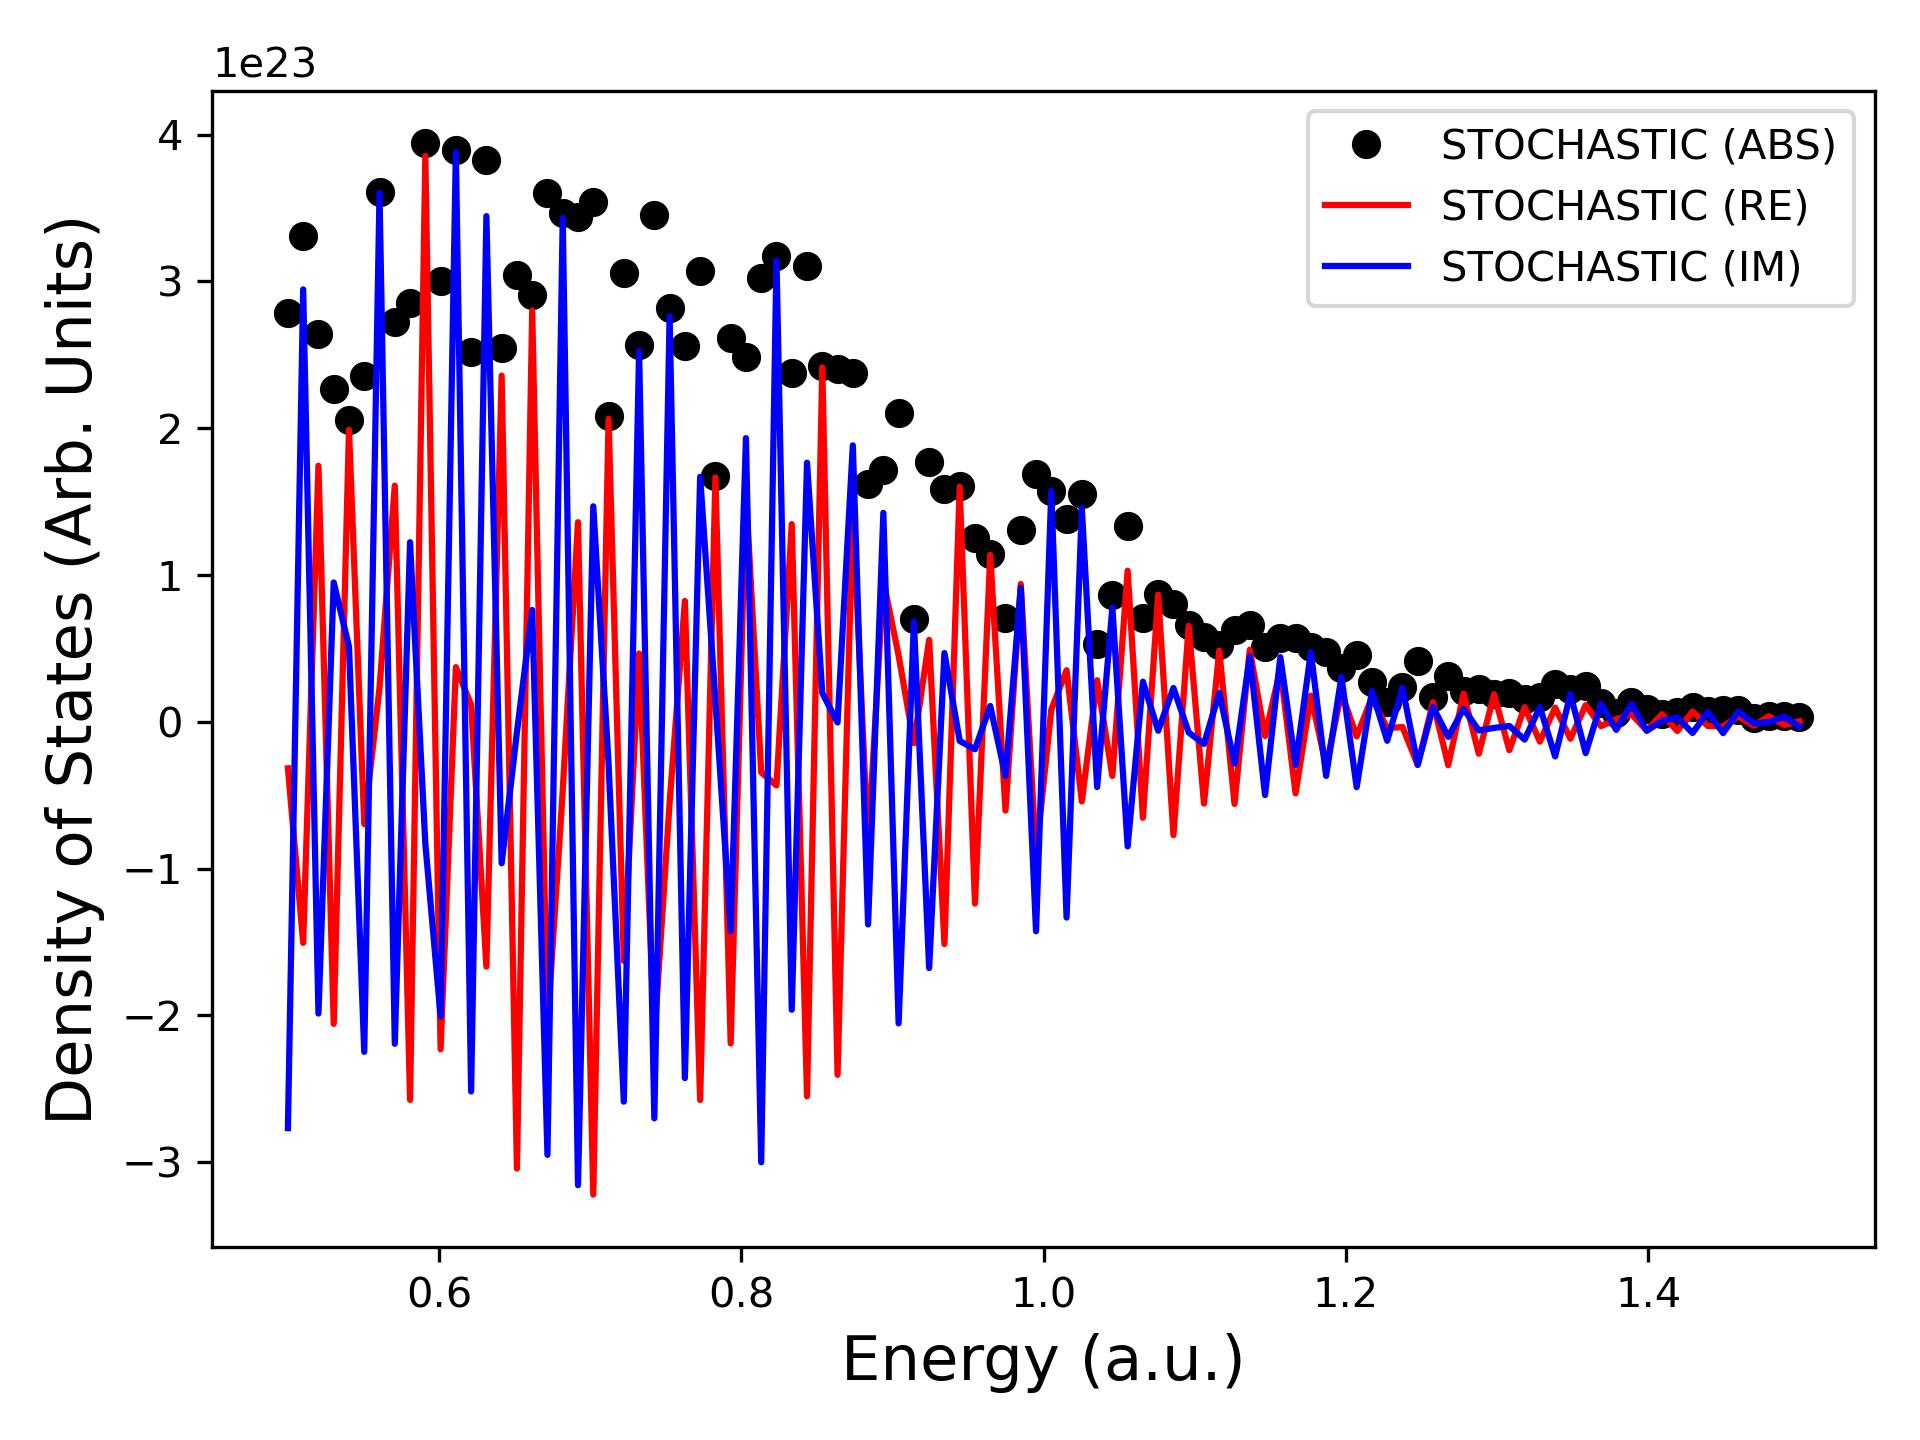 1e23
Density of States (Arb. Units)
4
3
2
1
0
−1
−2
−3
STOCHASTIC (ABS)
STOCHASTIC (RE)
STOCHASTIC (IM)
0.6 0.8 1.0 1.2 1.4
Energy (a.u.)